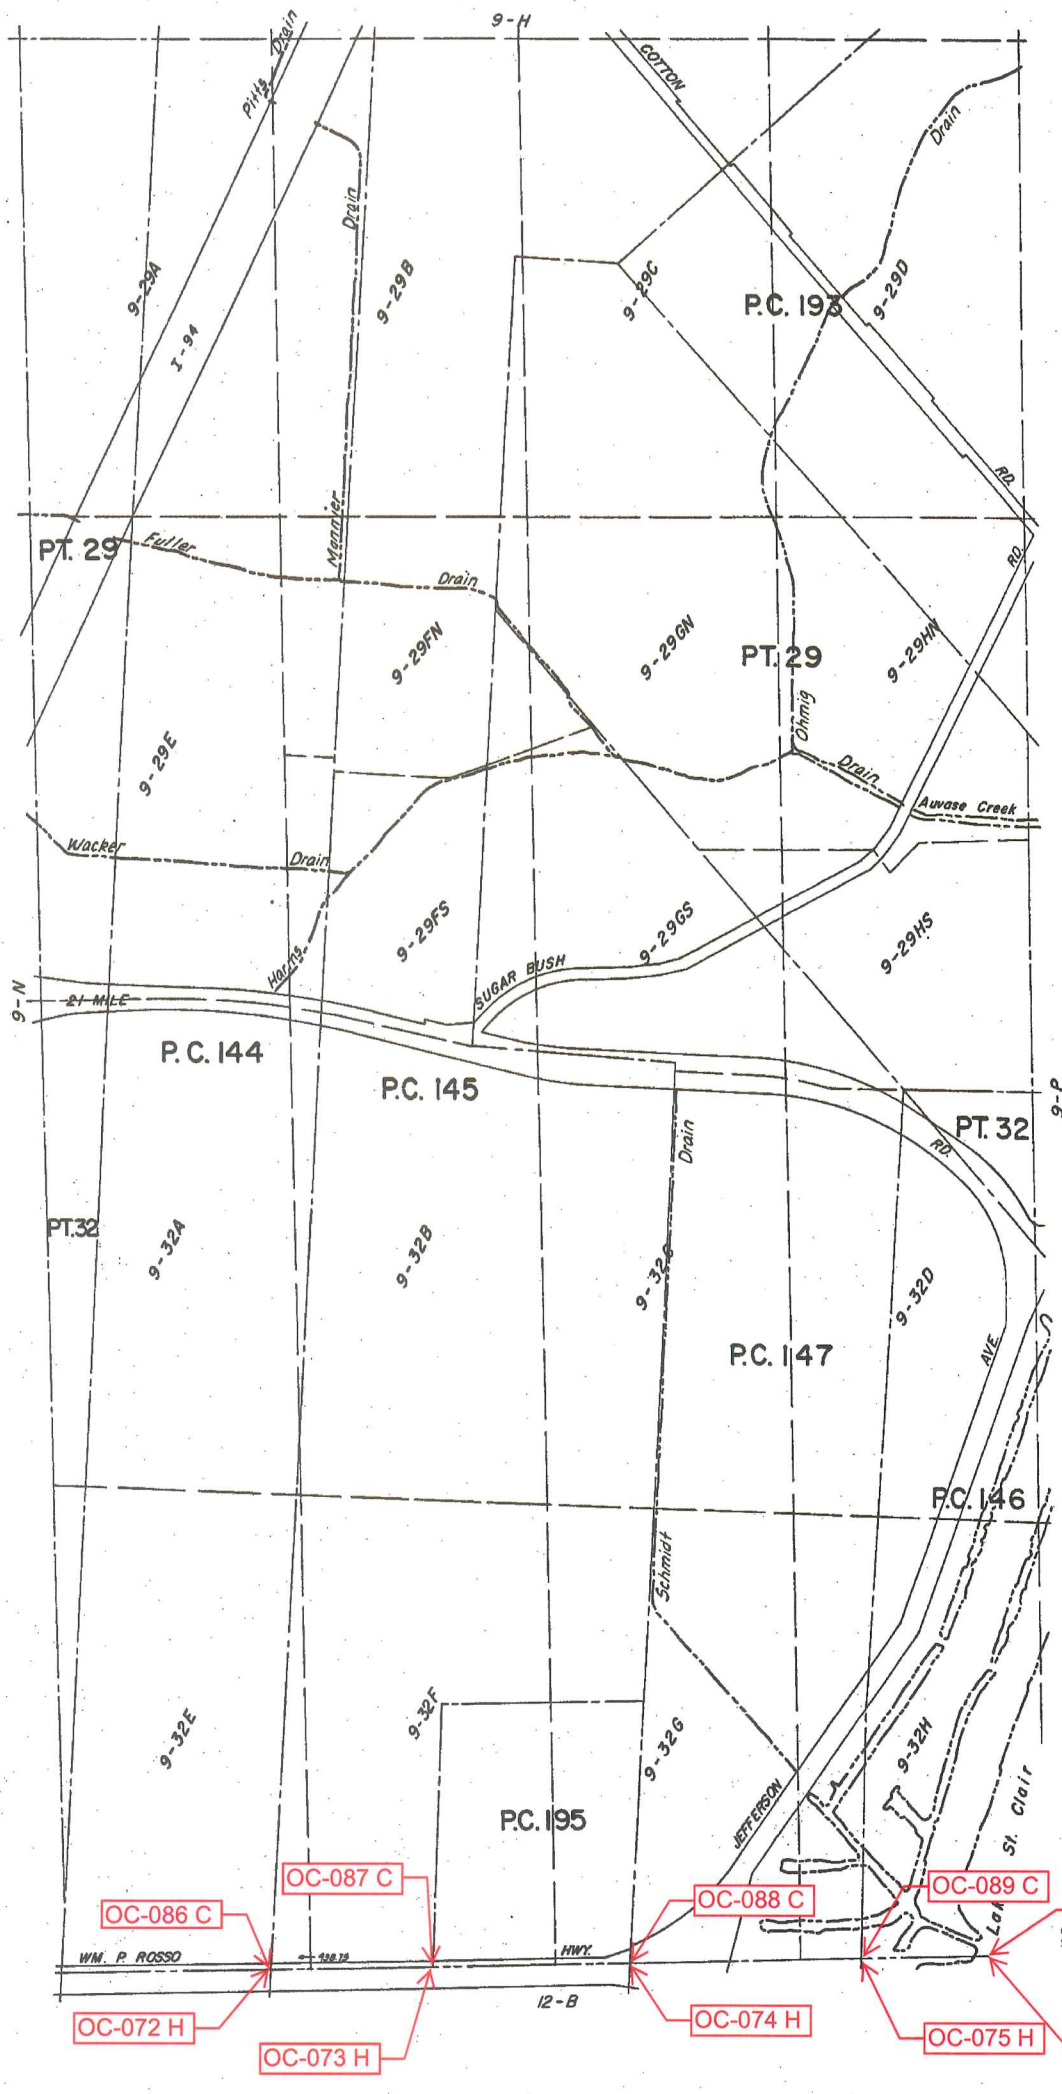 9-H
Pitts Drain
COTTON
Drain
Drain
9-29A
I-94
9-29B
9-29C
P.C. 193
9-29D
RD.
Monnier
PT. 29
Fuller
Drain
RD.
9-29FN
9-29GN
PT. 29
9-29HN
9-29E
Ohmig
Drain
Auvase Creek
Wacker
Drain
9-29FS
9-29GS
9-29HS
Harms
SUGAR BUSH
9-N
21 MILE
P.C. 144
P.C. 145
9-P
Drain
PT. 32
RD.
PT. 32
9-32A
9-32B
9-32C
9-32D
P.C. 147
AVE.
P.C. 146
Schmidt
9-32E
9-32F
9-32G
9-32H
P.C. 195
JEFFERSON
Lake St. Clair
OC-087 C
OC-086 C
OC-088 C
OC-089 C
WM. P. ROSSO
HWY.
12-B
OC-072 H
OC-073 H
OC-074 H
OC-075 H